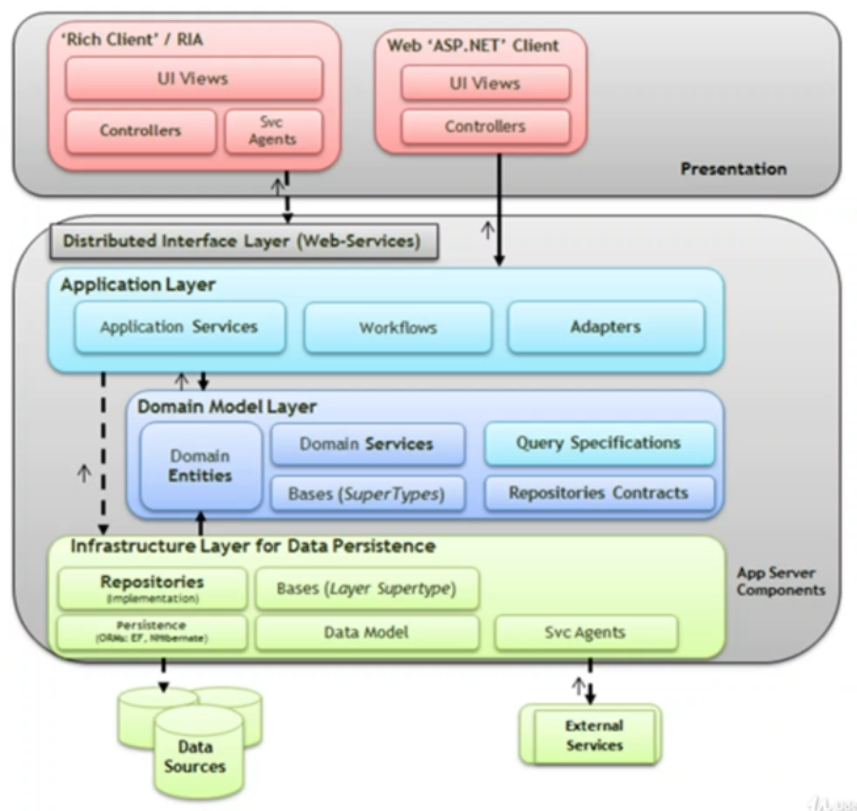 'Rich Client' / RIA
UI Views
Controllers
Svc
Agents
Web 'ASP.NET' Client
UI Views
Controllers
Presentation
Distributed Interface Layer (Web-Services)
Application Layer
Application Services
Workflows
Adapters
Domain Model Layer
Domain
Entities
Domain Services
Query Specifications
Bases (SuperTypes)
Repositories Contracts
Infrastructure Layer for Data Persistence
Repositories
(Implementation)
Bases (Layer Supertype)
Persistence
(ORMs: EF, NHibernate)
Data Model
Svc Agents
App Server
Components
Data
Sources
External
Services